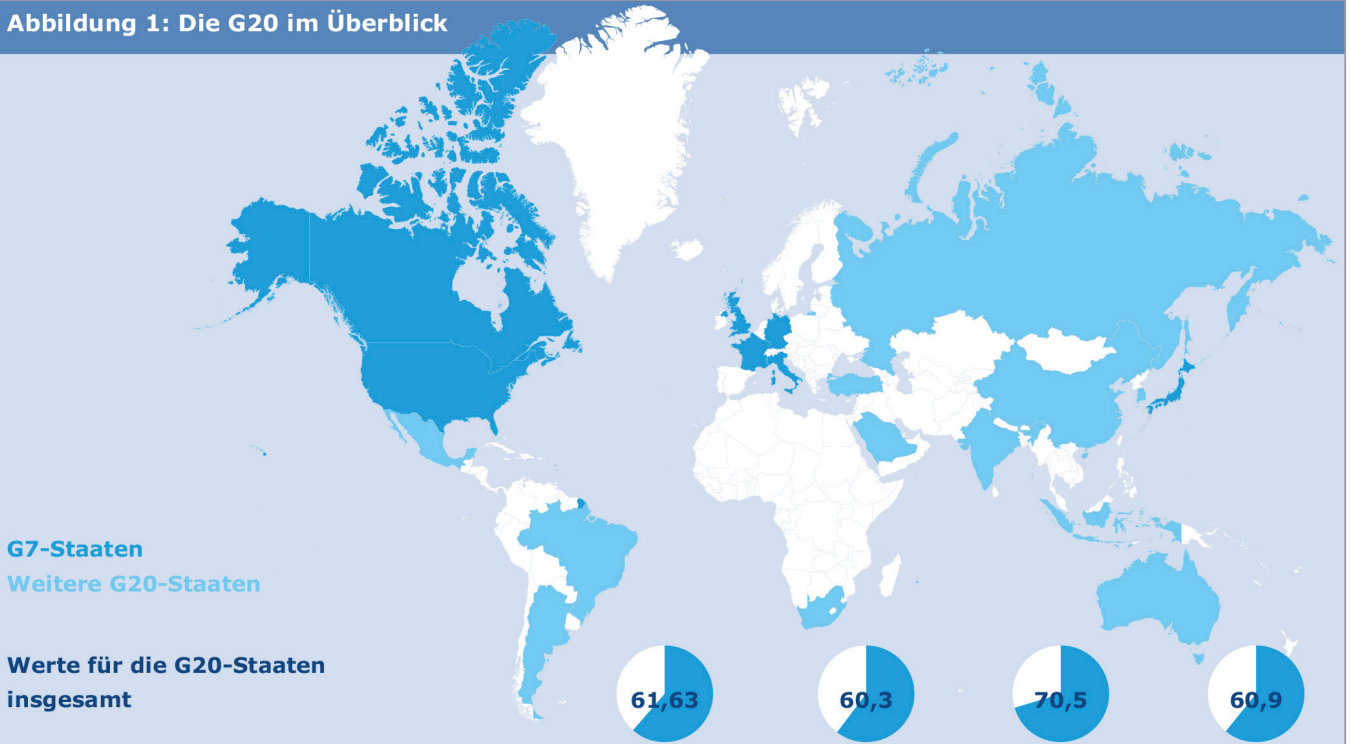 Abbildung 1: Die G20 im Überblick
G7-Staaten
Weitere G20-Staaten
Werte für die G20-Staaten
insgesamt
61,63
60,3
70,5
60,9